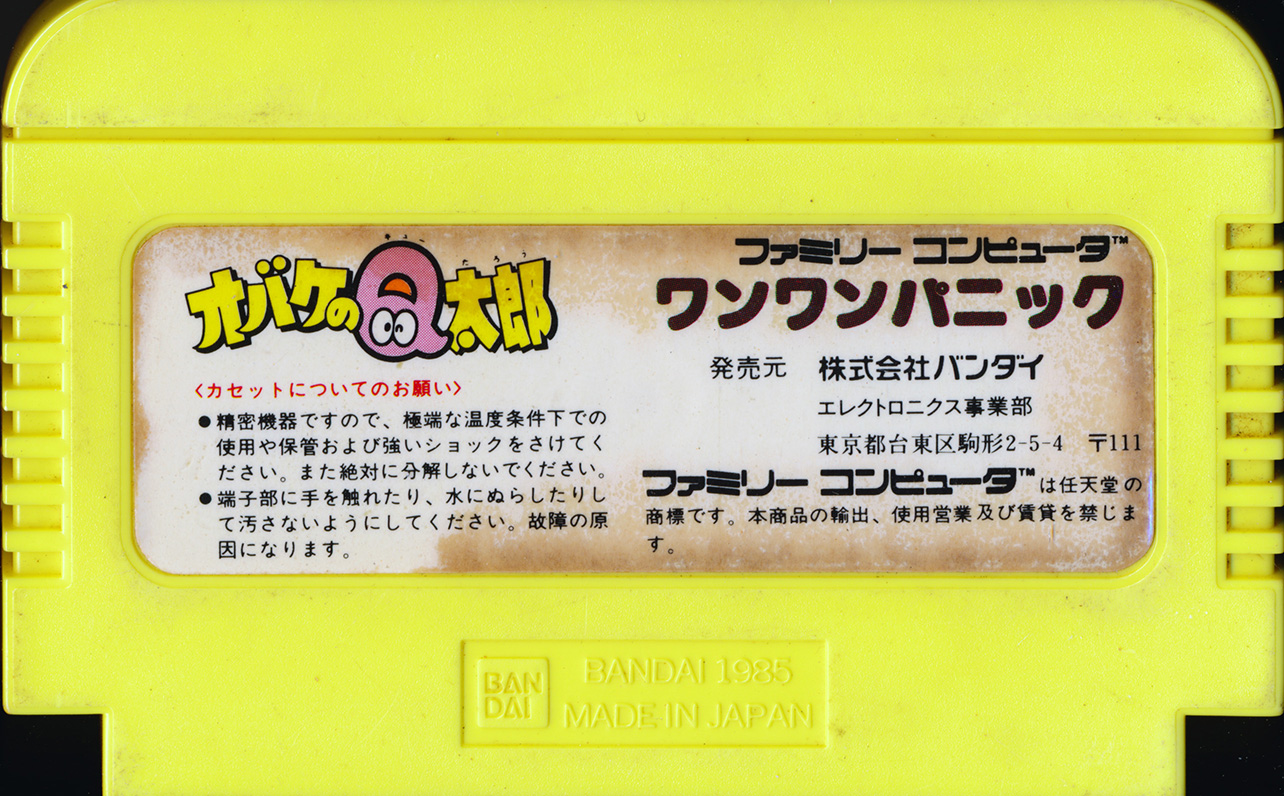 オバケのQ太郎
きゅー
たろう
〈カセットについてのお願い〉
●精密機器ですので、極端な温度条件下での
使用や保管および強いショックをさけてく
ださい。また絶対に分解しないでください。
●端子部に手を触れたり、水にぬらしたりし
て汚さないようにしてください。故障の原
因になります。
ファミリー コンピュータ™
ワンワンパニック
発売元 株式会社バンダイ
エレクトロニクス事業部
東京都台東区駒形2-5-4 〒111
ファミリー コンピュータ™は任天堂の
商標です。本商品の輸出、使用営業及び賃貸を禁じま
す。
BAN
DAI
BANDAI 1985
MADE IN JAPAN